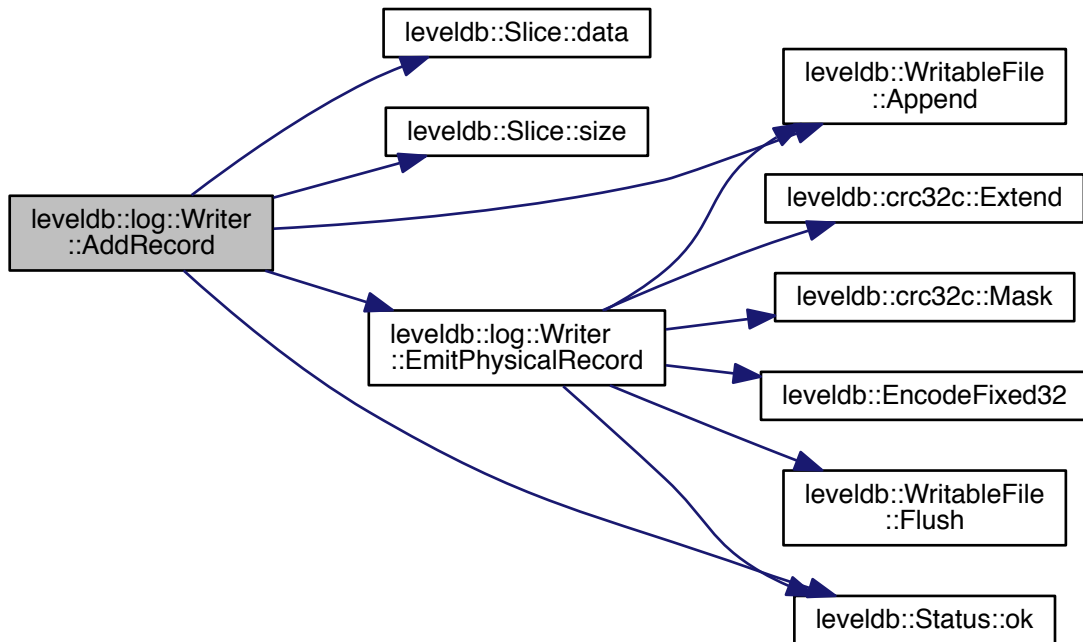 leveldb::Slice::data
leveldb::WritableFile
::Append
leveldb::Slice::size
leveldb::crc32c::Extend
leveldb::log::Writer
::AddRecord
leveldb::crc32c::Mask
leveldb::log::Writer
::EmitPhysicalRecord
leveldb::EncodeFixed32
leveldb::WritableFile
::Flush
leveldb::Status::ok